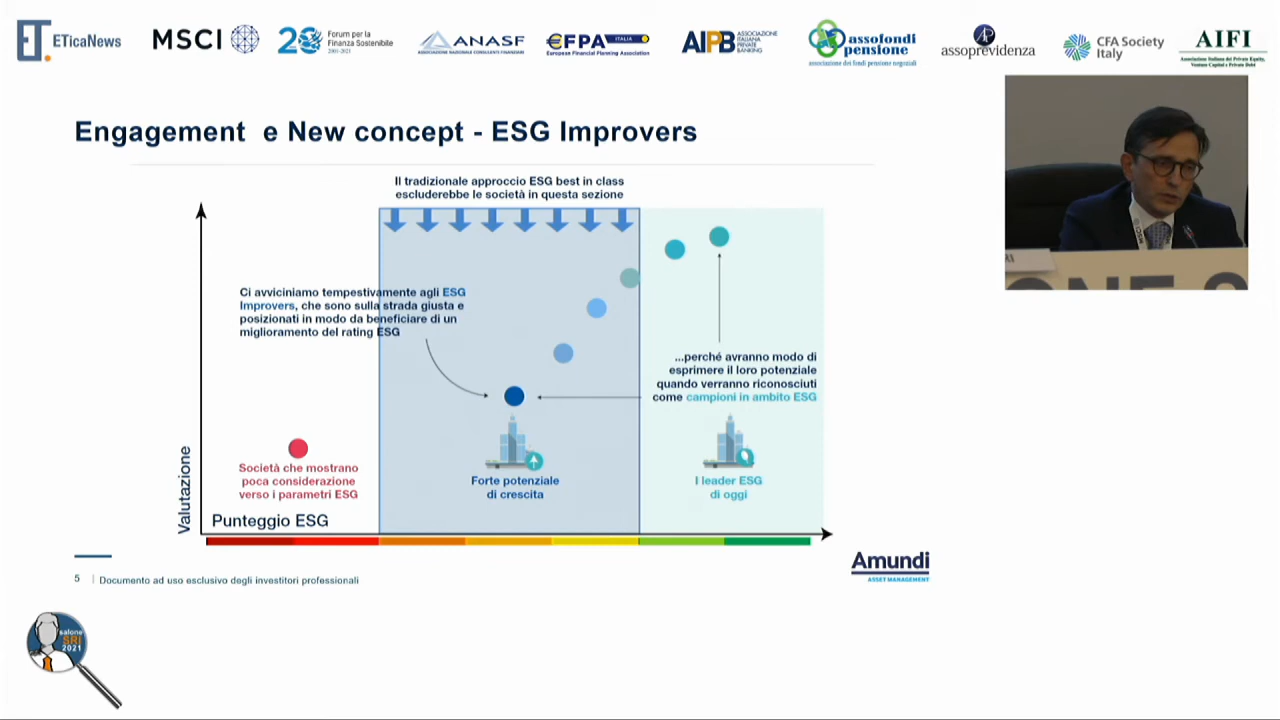 ET.
ETicaNews
MSCI
20
Forum per la
Finanza Sostenibile
2001-2021
ANASF
ASSOCIAZIONE NAZIONALE CONSULENTI FINANZIARI
€FPA ITALIA
European Financial Planning Association
AIPB
ASSOCIAZIONE
ITALIANA
PRIVATE
BANKING
assofondi
pensione
associazione dei fondi pensione negoziali
AP
assoprevidenza
CFA Society
Italy
AIFI
Associazione Italiana del Private Equity,
Venture Capital e Private Debt
Engagement e New concept - ESG Improvers
Il tradizionale approccio ESG best in class
escluderebbe le società in questa sezione
Ci avviciniamo tempestivamente agli ESG
Improvers, che sono sulla strada giusta e
posizionati in modo da beneficiare di un
miglioramento del rating ESG
...perché avranno modo di
esprimere il loro potenziale
quando verranno riconosciuti
come campioni in ambito ESG
Società che mostrano
poca considerazione
verso i parametri ESG
Forte potenziale
di crescita
I leader ESG
di oggi
Valutazione
Punteggio ESG
5 | Documento ad uso esclusivo degli investitori professionali
Amundi
ASSET MANAGEMENT
salone
SRI
2021